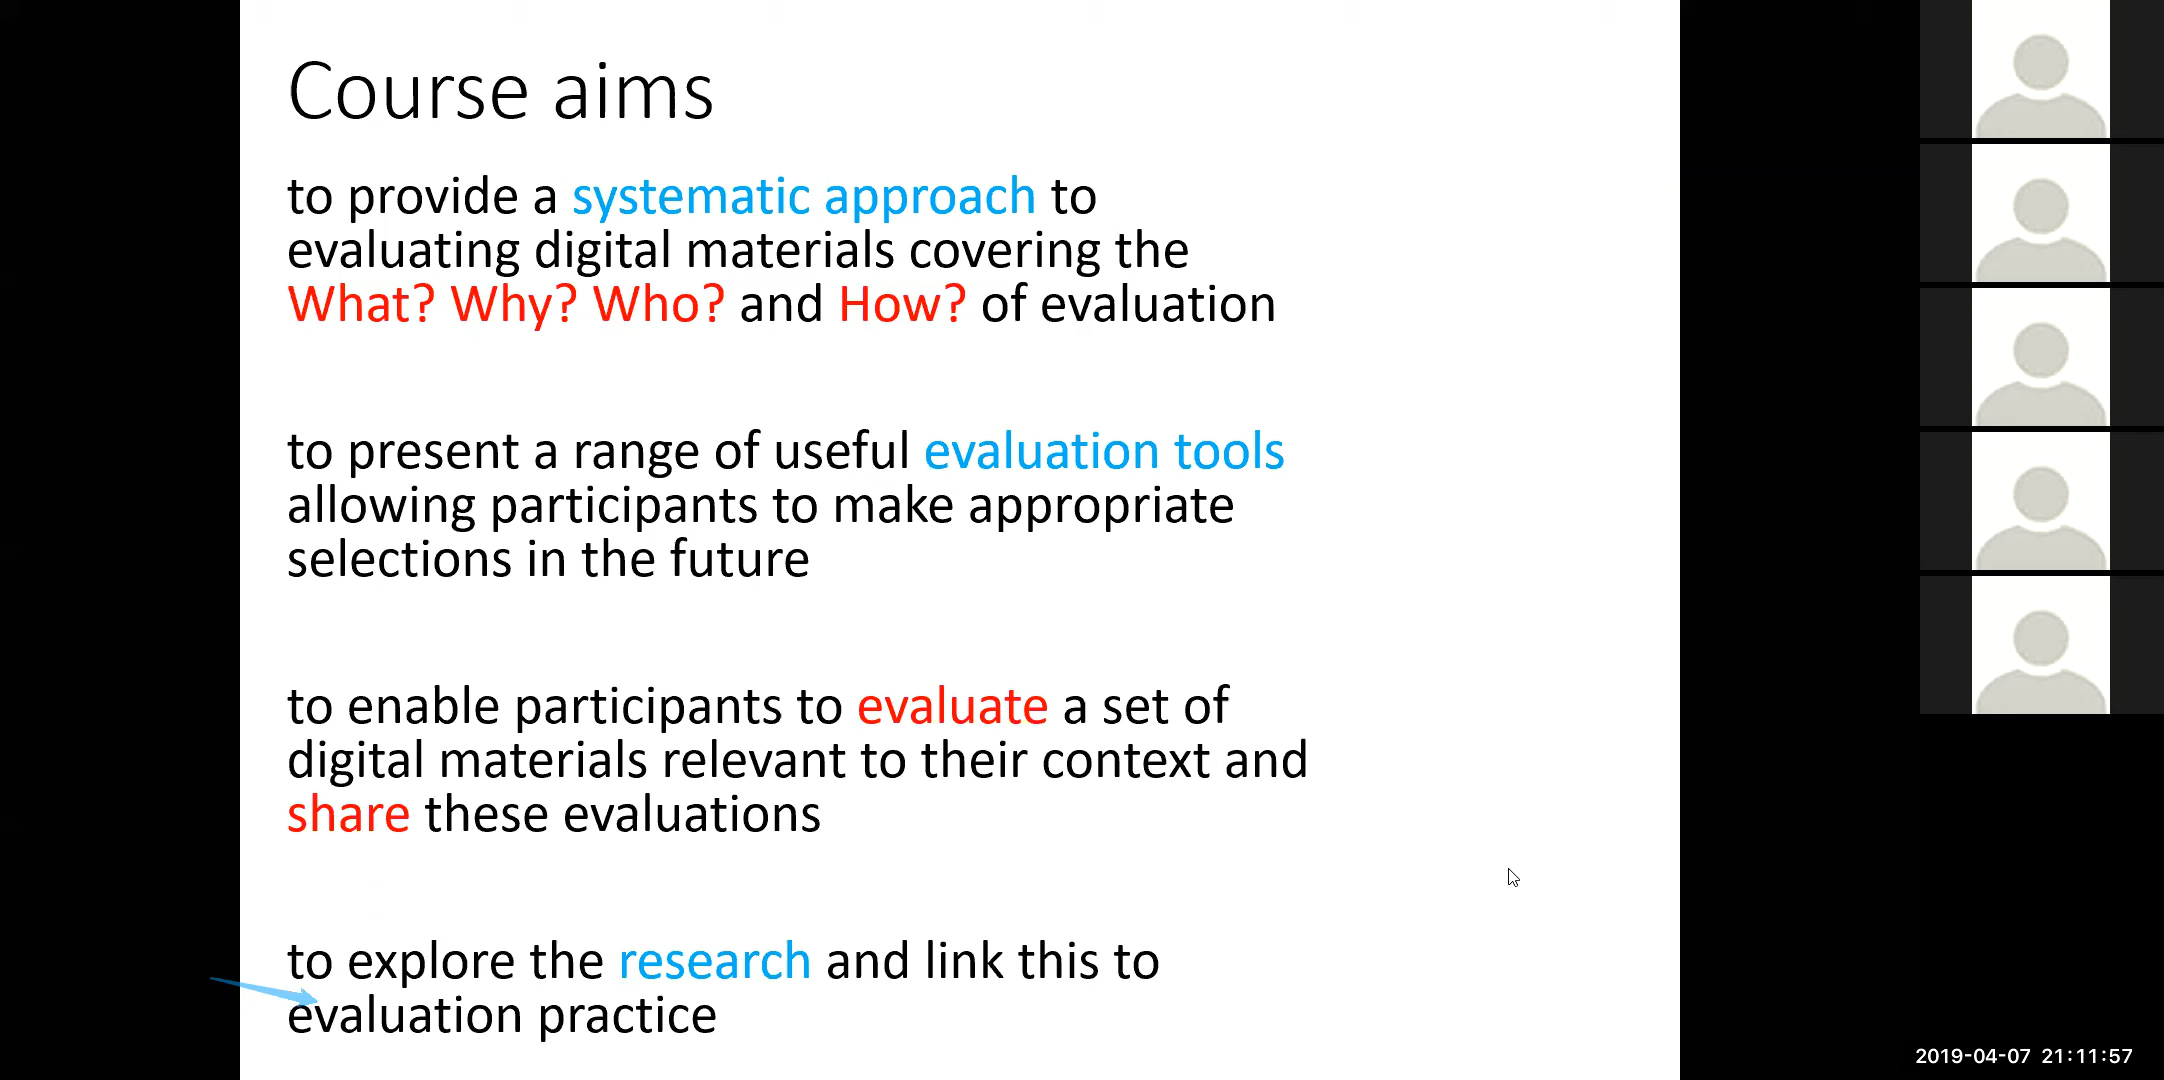 Course aims
to provide a systematic approach to
evaluating digital materials covering the
What? Why? Who? and How? of evaluation
to present a range of useful evaluation tools
allowing participants to make appropriate
selections in the future
to enable participants to evaluate a set of
digital materials relevant to their context and
share these evaluations
to explore the research and link this to
evaluation practice
2019-04-07 21:11:57